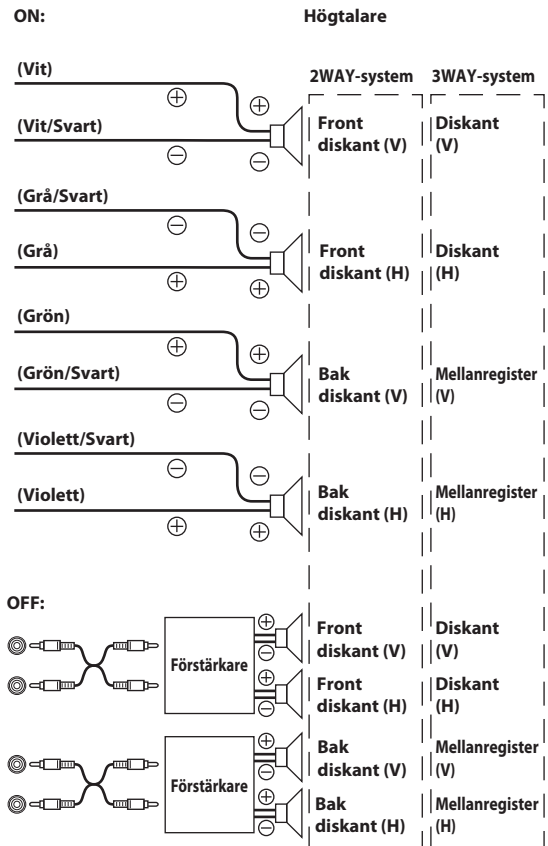 ON: Högtalare
2WAY-system 3WAY-system
(Vit)
⊕ ⊕
(Vit/Svart) Front Diskant
diskant (V) (V)
⊖ ⊖
(Grå/Svart)
⊖ ⊖
(Grå) Front Diskant
diskant (H) (H)
⊕ ⊕
(Grön)
⊕ ⊕
(Grön/Svart) Bak Mellanregister
diskant (V) (V)
⊖ ⊖
(Violett/Svart)
⊖ ⊖
(Violett) Bak Mellanregister
diskant (H) (H)
⊕ ⊕
OFF:
⊕ Front Diskant
⊖ diskant (V) (V)
Förstärkare
⊕ Front Diskant
⊖ diskant (H) (H)
⊕ Bak Mellanregister
⊖ diskant (V) (V)
Förstärkare
⊕ Bak Mellanregister
⊖ diskant (H) (H)